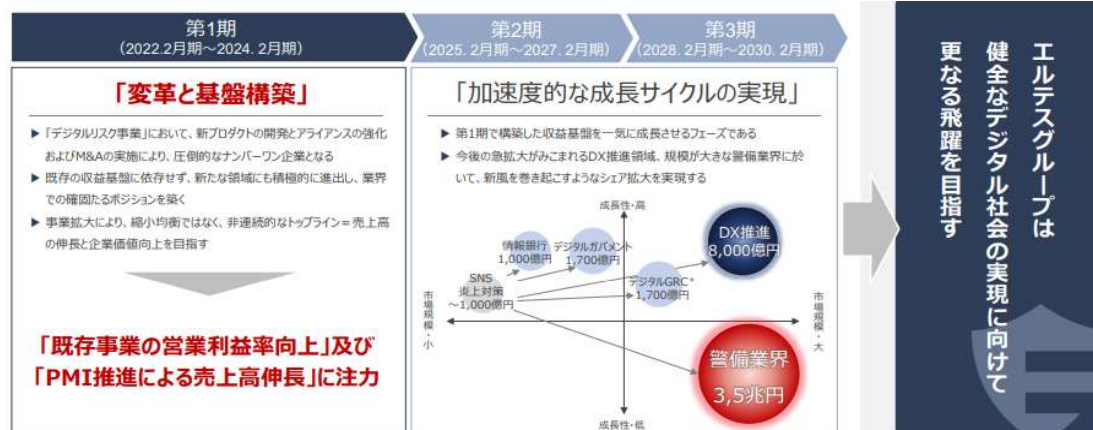 第1期
（2022.2月期～2024. 2月期）
第2期
（2025. 2月期～2027. 2月期）
第3期
（2028. 2月期～2030. 2月期）
「変革と基盤構築」
▶ 「デジタルリスク事業」において、新プロダクトの開発とアライアンスの強化
およびM&Aの実施により、圧倒的なナンバーワン企業となる
▶ 既存の収益基盤に依存せず、新たな領域にも積極的に進出し、業界
での確固たるポジションを築く
▶ 事業拡大により、縮小均衡ではなく、非連続的なトップライン＝売上高
の伸長と企業価値向上を目指す
「既存事業の営業利益率向上」及び
「PMI推進による売上高伸長」に注力
「加速度的な成長サイクルの実現」
▶ 第1期で構築した収益基盤を一気に成長させるフェーズである
▶ 今後の急拡大がみこまれるDX推進領域、規模が大きな警備業界に於
いて、新風を巻き起こすようなシェア拡大を実現する
成長性・高
DX推進
8,000億円
情報銀行
1,000億円
デジタルガバメント
1,700億円
SNS
炎上対策
～1,000億円
デジタルGRC*
1,700億円
市場規模・小
市場規模・大
警備業界
3,5兆円
成長性・低
エルテスグループは
健全なデジタル社会の実現に向けて
更なる飛躍を目指す